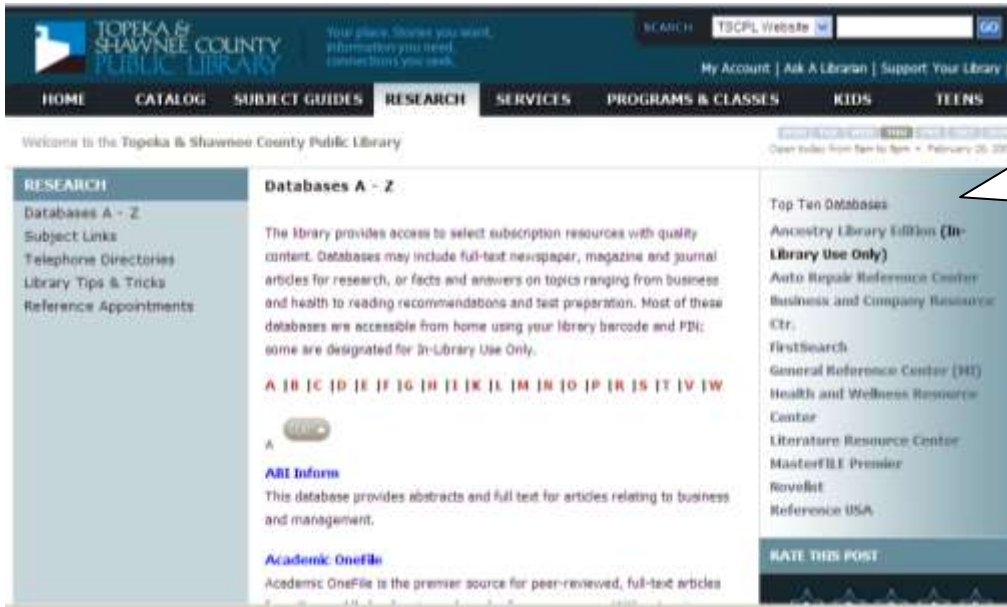 TOPEKA &
SHAWNEE COUNTY
PUBLIC LIBRARY
Your place. Stories you want,
information you need,
connections you seek.
SEARCH TSCPL Website GO
My Account | Ask A Librarian | Support Your Library
HOME CATALOG SUBJECT GUIDES RESEARCH SERVICES PROGRAMS & CLASSES KIDS TEENS
Welcome to the Topeka & Shawnee County Public Library
THU
Open today from 9am to 9pm • February
RESEARCH
Databases A - Z
Subject Links
Telephone Directories
Library Tips & Tricks
Reference Appointments
Databases A - Z
The library provides access to select subscription resources with quality
content. Databases may include full-text newspaper, magazine and journal
articles for research, or facts and answers on topics ranging from business
and health to reading recommendations and test preparation. Most of these
databases are accessible from home using your library barcode and PIN;
some are designated for In-Library Use Only.
A |B |C |D |E |F |G |H |I |K |L |M |N |O |P |R |S |T |V |W
A
ABI Inform
This database provides abstracts and full text for articles relating to business
and management.
Academic OneFile
Academic OneFile is the premier source for peer-reviewed, full-text articles
Top Ten Databases
Ancestry Library Edition (In-
Library Use Only)
Auto Repair Reference Center
Business and Company Resource
Ctr.
FirstSearch
General Reference Center
Health and Wellness Resource
Center
Literature Resource Center
MasterFILE Premier
Novelist
Reference USA
RATE THIS POST